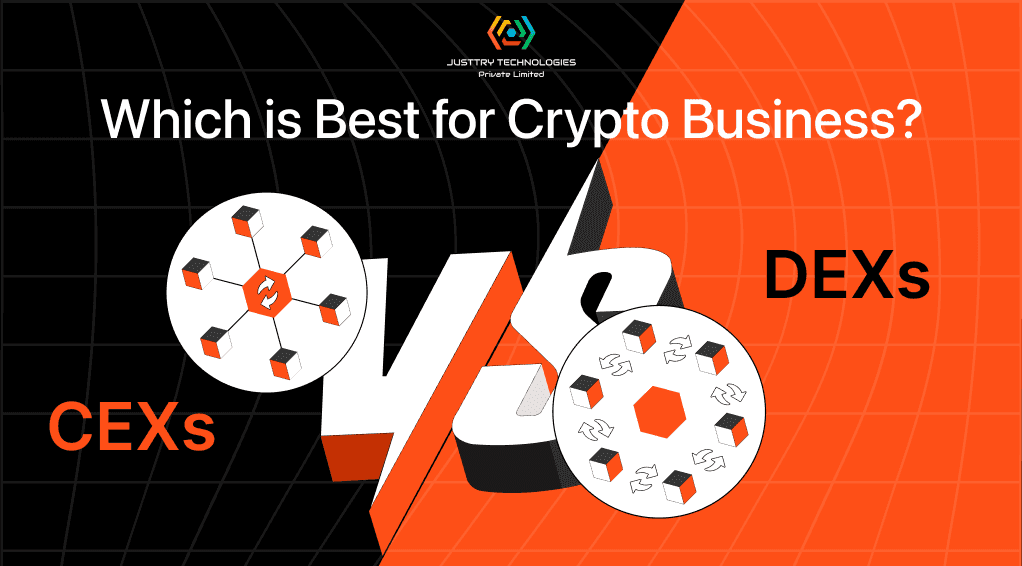 JUSTTRY TECHNOLOGIES
Private Limited
Which is Best for Crypto Business?
VS
DEXs
CEXs